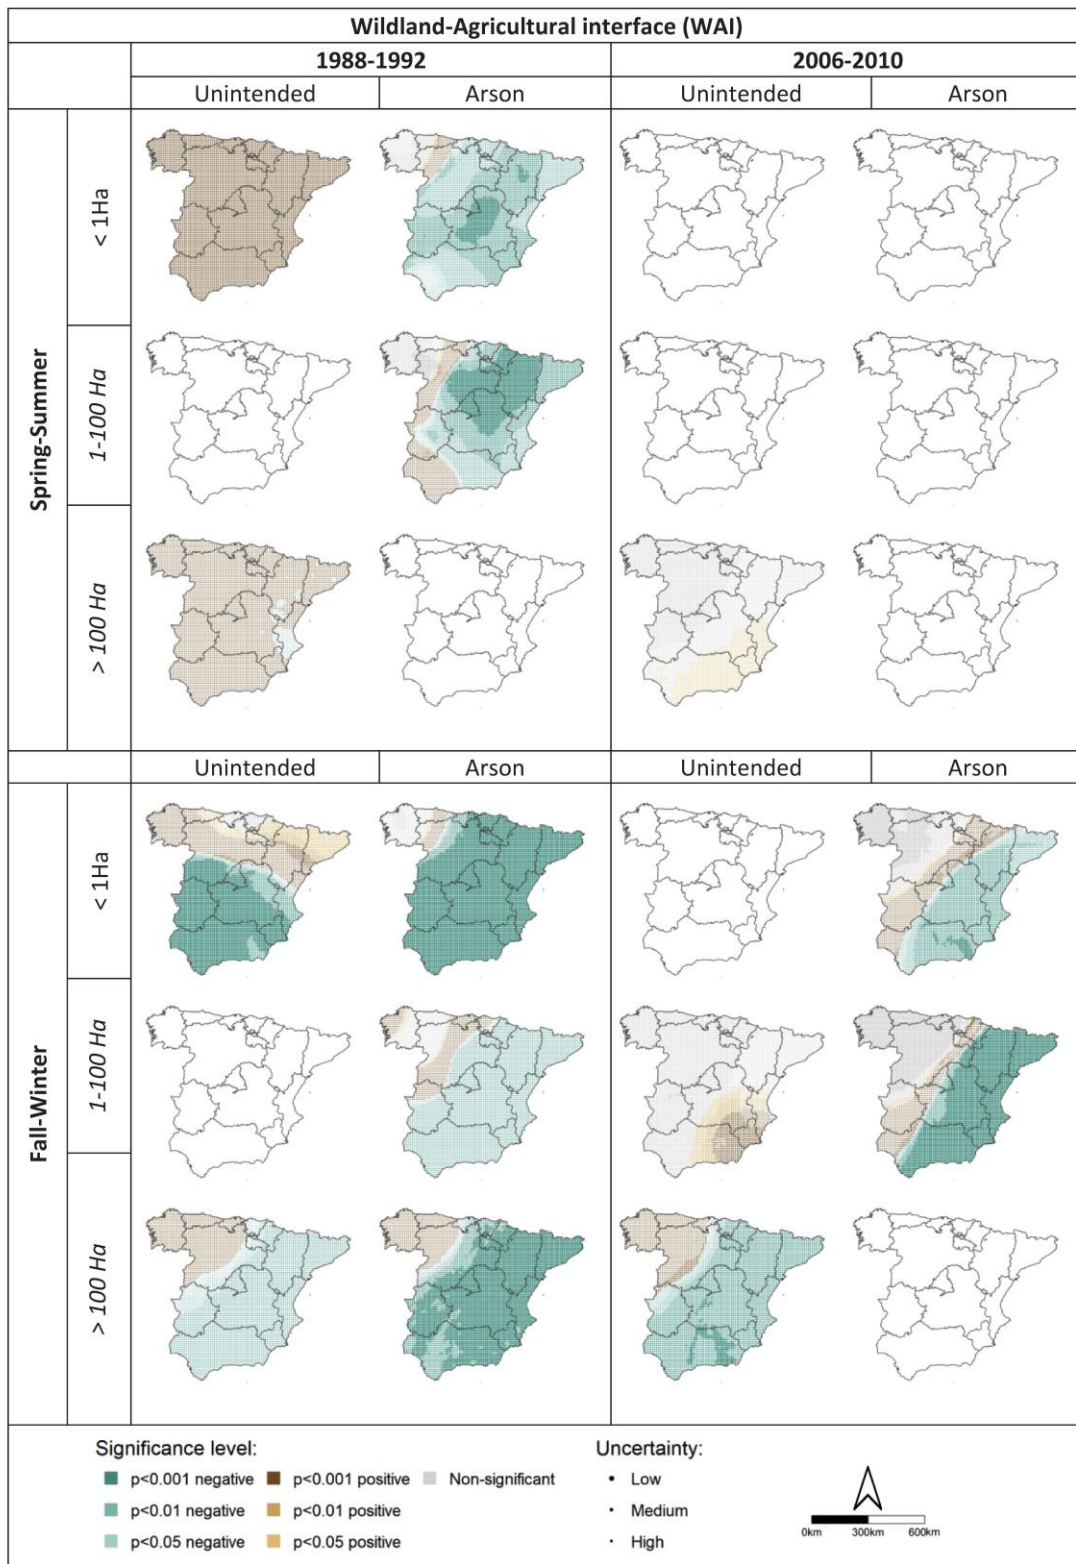 Wildland-Agricultural interface (WAI)
1988-1992 2006-2010
Unintended Arson Unintended Arson
Spring-Summer
< 1Ha
1-100 Ha
> 100 Ha
Unintended Arson Unintended Arson
Fall-Winter
< 1Ha
1-100 Ha
> 100 Ha
Significance level: Uncertainty:
p<0.001 negative p<0.001 positive Non-significant Low
p<0.01 negative p<0.01 positive Medium
p<0.05 negative p<0.05 positive High
0km 300km 600km